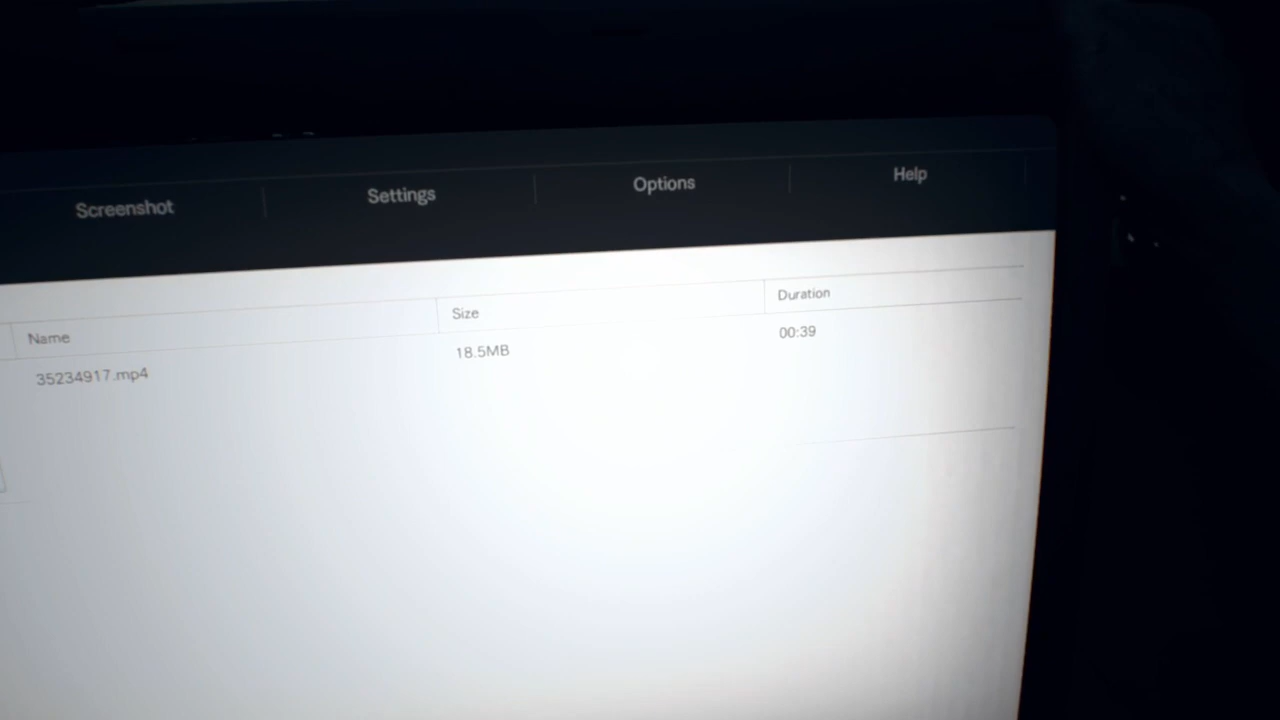 Screenshot Settings Options Help
Name Size Duration
35234917.mp4 18.5MB 00:39